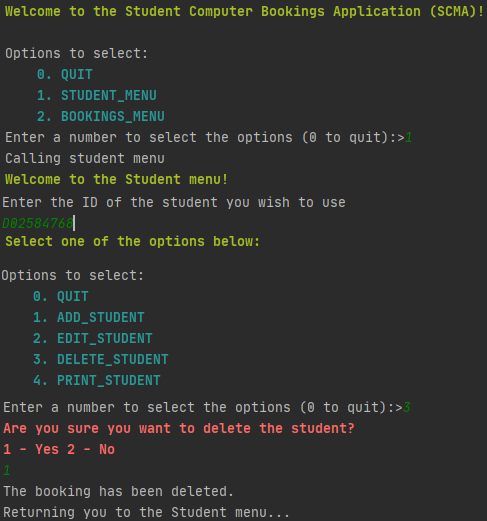 Welcome to the Student Computer Bookings Application (SCMA)!
Options to select:
0. QUIT
1. STUDENT_MENU
2. BOOKINGS_MENU
Enter a number to select the options (0 to quit):>1
Calling student menu
Welcome to the Student menu!
Enter the ID of the student you wish to use
D02584768
Select one of the options below:
Options to select:
0. QUIT
1. ADD_STUDENT
2. EDIT_STUDENT
3. DELETE_STUDENT
4. PRINT_STUDENT
Enter a number to select the options (0 to quit):>3
Are you sure you want to delete the student?
1 - Yes 2 - No
1
The booking has been deleted.
Returning you to the Student menu...